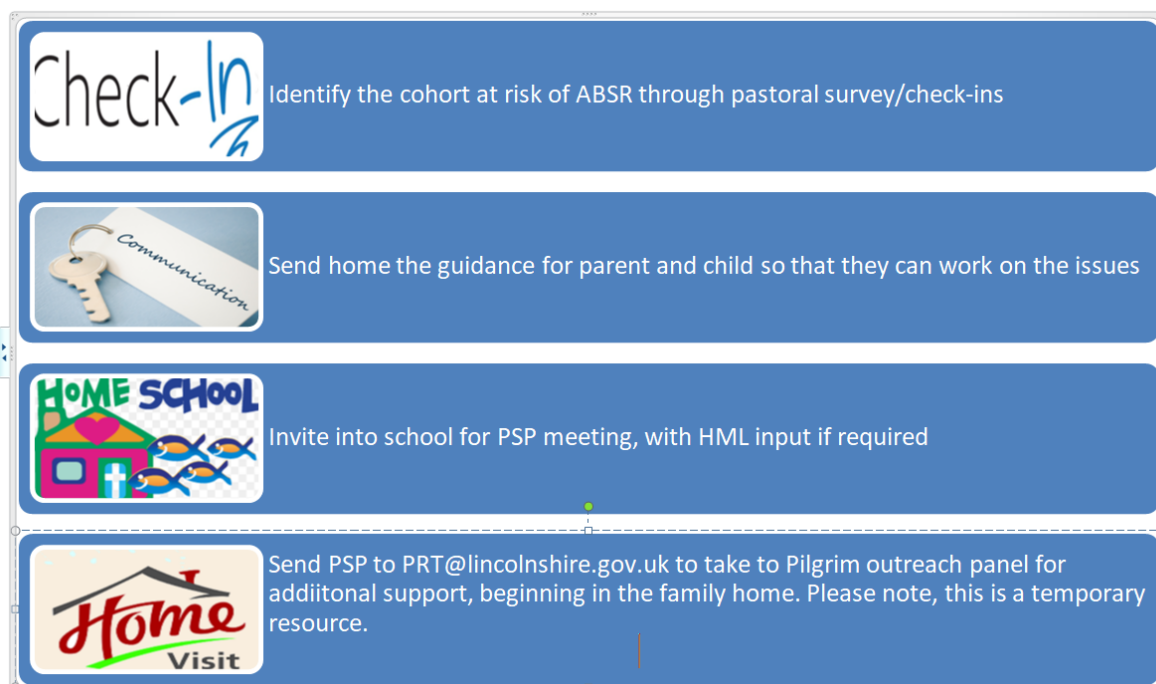 Check-In
Identify the cohort at risk of ABSR through pastoral survey/check-ins
Communication
Send home the guidance for parent and child so that they can work on the issues
HOME SCHOOL
Invite into school for PSP meeting, with HML input if required
Home
Visit
Send PSP to PRT@lincolnshire.gov.uk to take to Pilgrim outreach panel for
addiitonal support, beginning in the family home. Please note, this is a temporary
resource.